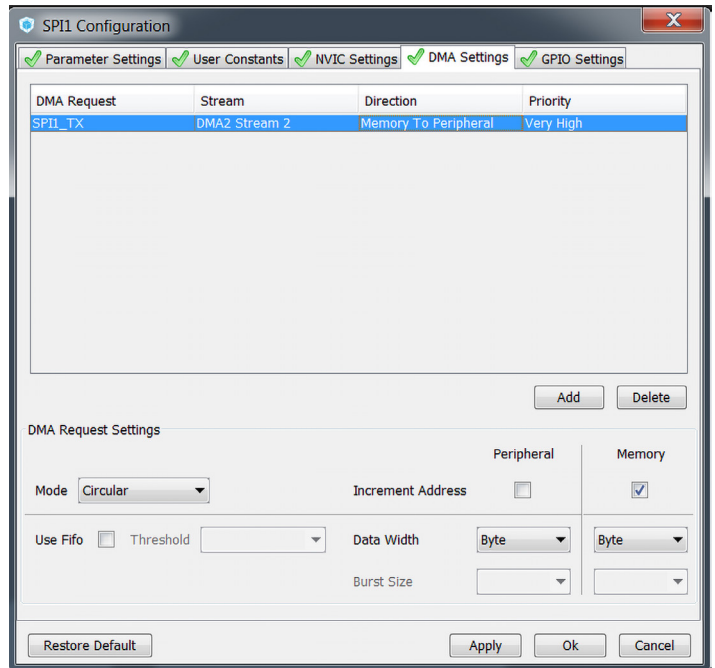 SPI1 Configuration
Parameter Settings User Constants NVIC Settings DMA Settings GPIO Settings
DMA Request Stream Direction Priority
SPI1_TX DMA2 Stream 2 Memory To Peripheral Very High
Add Delete
DMA Request Settings
Peripheral Memory
Mode Circular Increment Address
Use Fifo Threshold Data Width Byte Byte
Burst Size
Restore Default Apply Ok Cancel